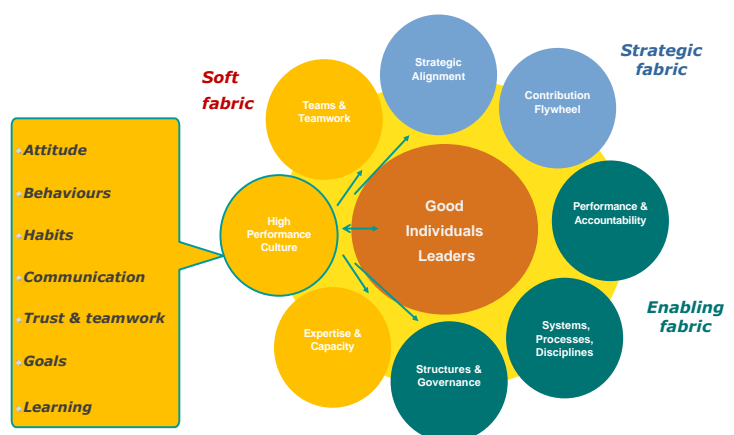 Soft
fabric
Strategic
fabric
Strategic
Alignment
Contribution
Flywheel
Teams &
Teamwork
Attitude
Behaviours
Habits
Communication
Trust & teamwork
Goals
Learning
High
Performance
Culture
Good
Individuals
Leaders
Performance &
Accountability
Enabling
fabric
Expertise &
Capacity
Systems,
Processes,
Disciplines
Structures &
Governance